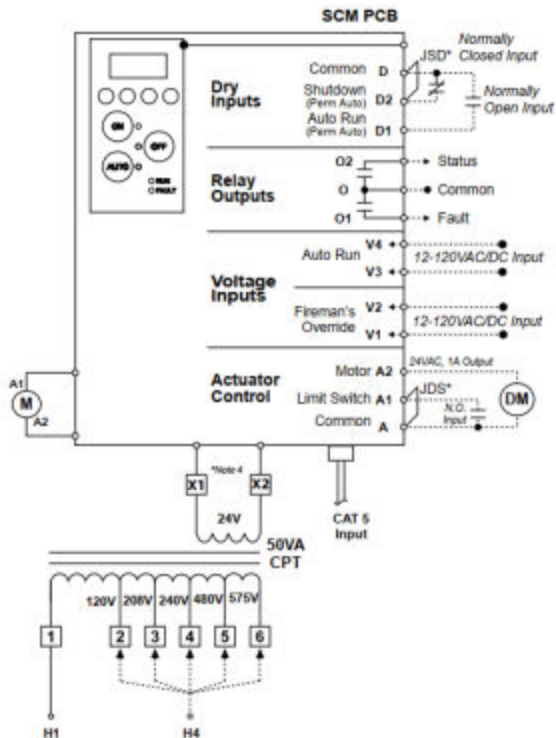 SCM PCB
Normally
Closed Input
JSD*
Dry
Inputs
Common D
Shutdown D2
(Perm Auto)
Auto Run D1
(Perm Auto)
Normally
Open Input
ON
OFF
AUTO
RUN
FAULT
Relay
Outputs
O2 Status
O Common
O1 Fault
Voltage
Inputs
Auto Run
V4
V3
12-120VAC/DC Input
Fireman's
Override
V2
V1
12-120VAC/DC Input
Actuator
Control
Motor A2
24VAC, 1A Output
Limit Switch A1
JDS*
Common A
N.O.
Input
DM
A1
M
A2
*Note 4
X1 X2
24V
CAT 5
Input
50VA
CPT
120V 208V 240V 480V 575V
1 2 3 4 5 6
H1 H4